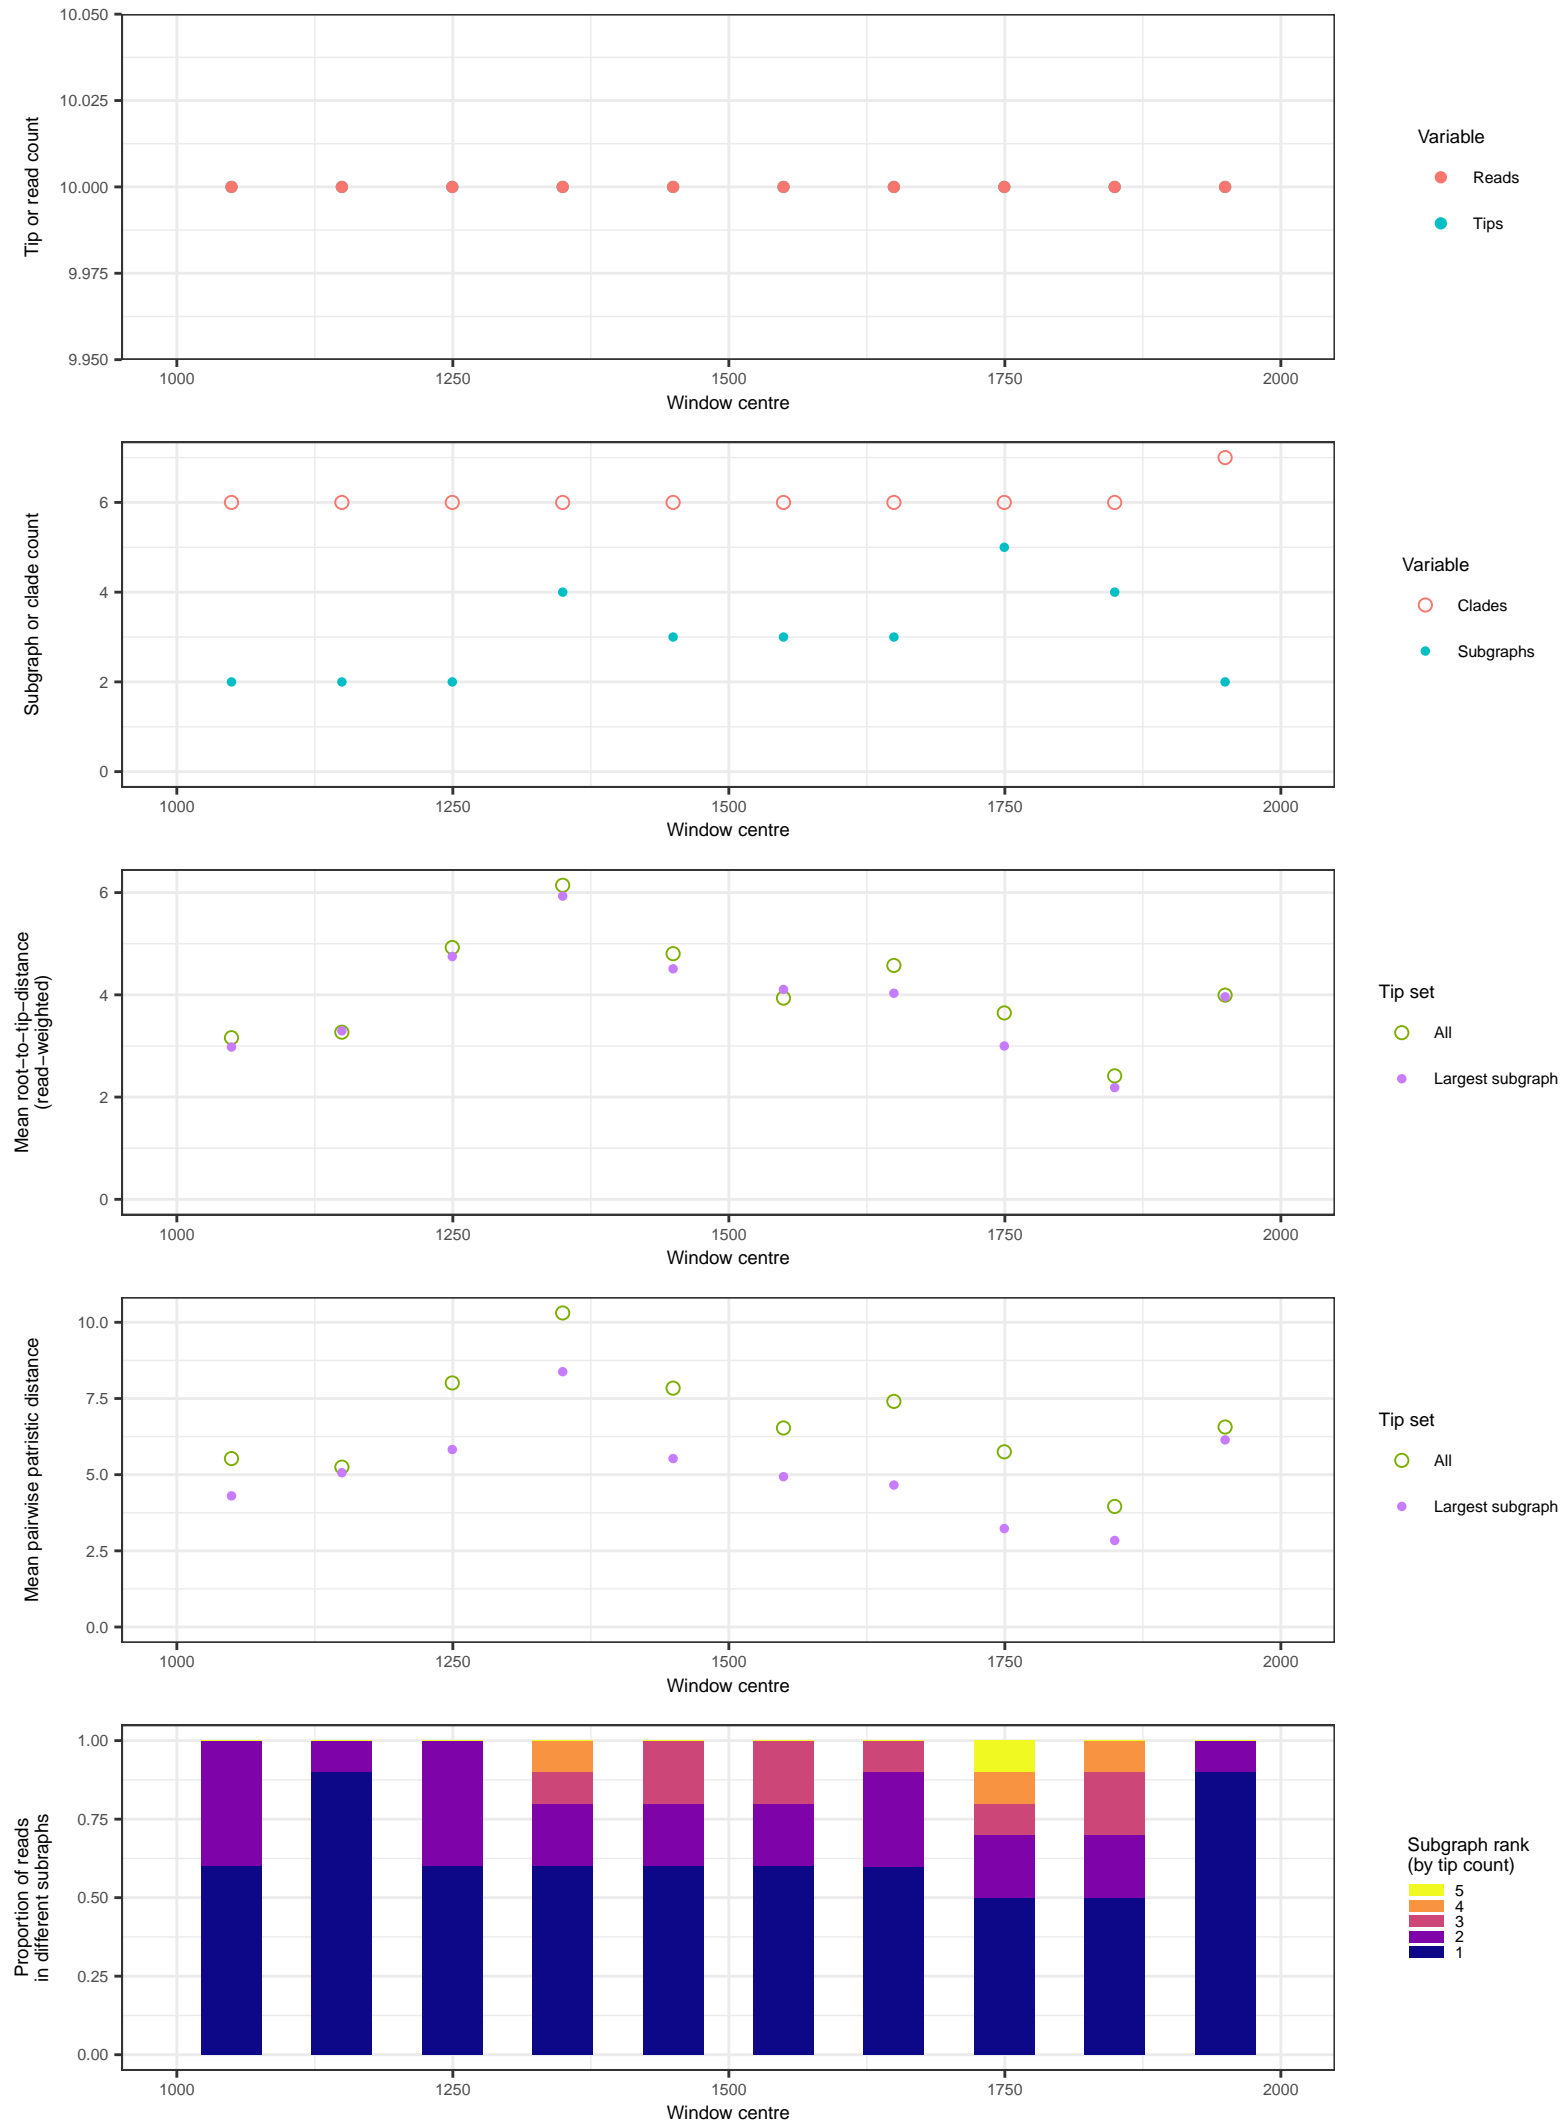 10.050
10.025
10.000
9.975
9.950
Tip or read count
1000 1250 1500 1750 2000
Window centre
Variable
Reads
Tips
6
4
2
0
Subgraph or clade count
1000 1250 1500 1750 2000
Window centre
Variable
Clades
Subgraphs
6
4
2
0
Mean root−to−tip−distance
(read−weighted)
1000 1250 1500 1750 2000
Window centre
Tip set
All
Largest subgraph
10.0
7.5
5.0
2.5
0.0
Mean pairwise patristic distance
1000 1250 1500 1750 2000
Window centre
Tip set
All
Largest subgraph
1.00
0.75
0.50
0.25
0.00
Proportion of reads
in different subraphs
1000 1250 1500 1750 2000
Window centre
Subgraph rank
(by tip count)
5
4
3
2
1